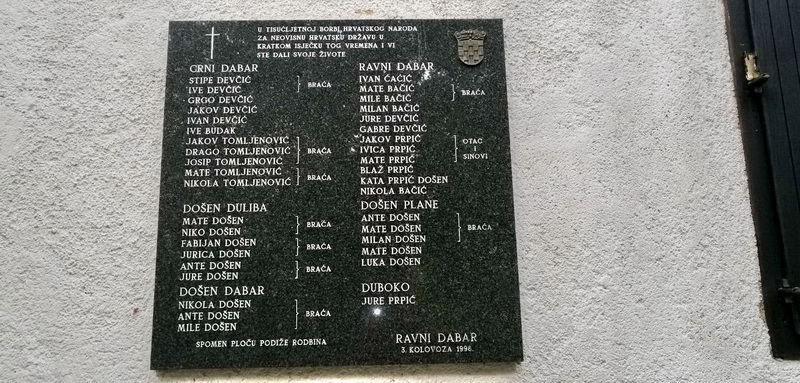 U TISUĆLJETNOJ BORBI HRVATSKOG NARODA
ZA NEOVISNU HRVATSKU DRŽAVU U
KRATKOM ISJEČKU TOG VREMENA I VI
STE DALI SVOJE ŽIVOTE
CRNI DABAR
STIPE DEVČIĆ
IVE DEVČIĆ
BRAĆA
GRGO DEVČIĆ
JAKOV DEVČIĆ
IVAN DEVČIĆ
IVE BUDAK
JAKOV TOMLJENOVIĆ
DRAGO TOMLJENOVIĆ
JOSIP TOMLJENOVIĆ
BRAĆA
MATE TOMLJENOVIĆ
NIKOLA TOMLJENOVIĆ
BRAĆA
DOŠEN DULIBA
MATE DOŠEN
NIKO DOŠEN
BRAĆA
FABIJAN DOŠEN
JURICA DOŠEN
BRAĆA
ANTE DOŠEN
JURE DOŠEN
BRAĆA
DOŠEN DABAR
NIKOLA DOŠEN
ANTE DOŠEN
MILE DOŠEN
BRAĆA
RAVNI DABAR
IVAN ČAČIĆ
MATE BAČIĆ
MILE BAČIĆ
BRAĆA
MILAN BAČIĆ
JURE DEVČIĆ
GABRE DEVČIĆ
JAKOV PRPIĆ
IVICA PRPIĆ
MATE PRPIĆ
OTAC
I
SINOVI
BLAŽ PRPIĆ
KATA PRPIĆ DOŠEN
NIKOLA BAČIĆ
DOŠEN PLANE
ANTE DOŠEN
MATE DOŠEN
MILAN DOŠEN
BRAĆA
MATE DOŠEN
LUKA DOŠEN
DUBOKO
JURE PRPIĆ
SPOMEN PLOČU PODIŽE RODBINA
RAVNI DABAR
3. KOLOVOZA 1996.